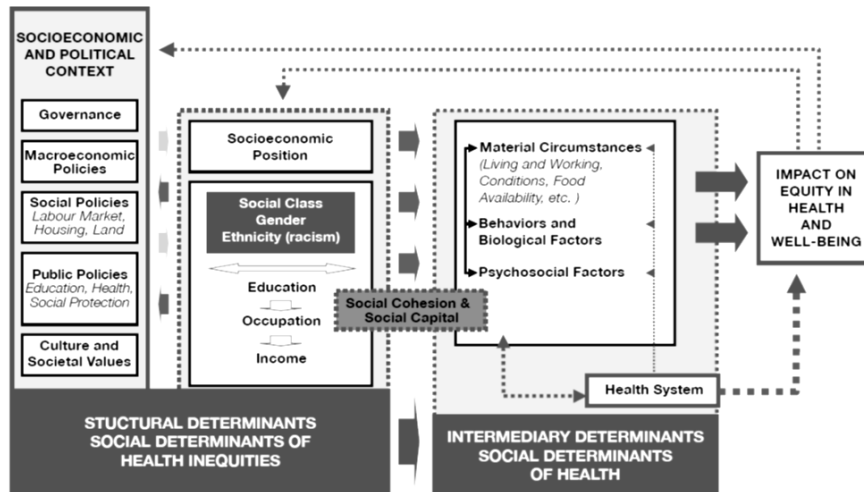 SOCIOECONOMIC
AND POLITICAL
CONTEXT
Governance
Macroeconomic
Policies
Social Policies
Labour Market,
Housing, Land
Public Policies
Education, Health,
Social Protection
Culture and
Societal Values
Socioeconomic
Position
Social Class
Gender
Ethnicity (racism)
Education
Occupation
Income
Social Cohesion &
Social Capital
Material Circumstances
(Living and Working,
Conditions, Food
Availability, etc. )
Behaviors and
Biological Factors
Psychosocial Factors
Health System
IMPACT ON
EQUITY IN
HEALTH
AND
WELL-BEING
STUCTURAL DETERMINANTS
SOCIAL DETERMINANTS OF
HEALTH INEQUITIES
INTERMEDIARY DETERMINANTS
SOCIAL DETERMINANTS
OF HEALTH